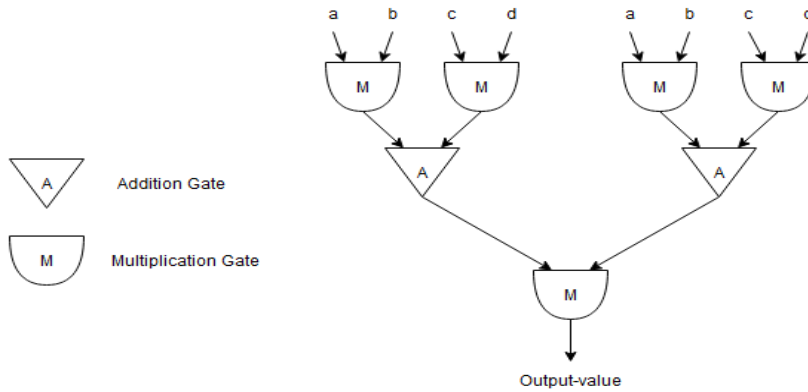 a b c d a b c d
M M M M
A A
A Addition Gate
M Multiplication Gate
M
Output-value